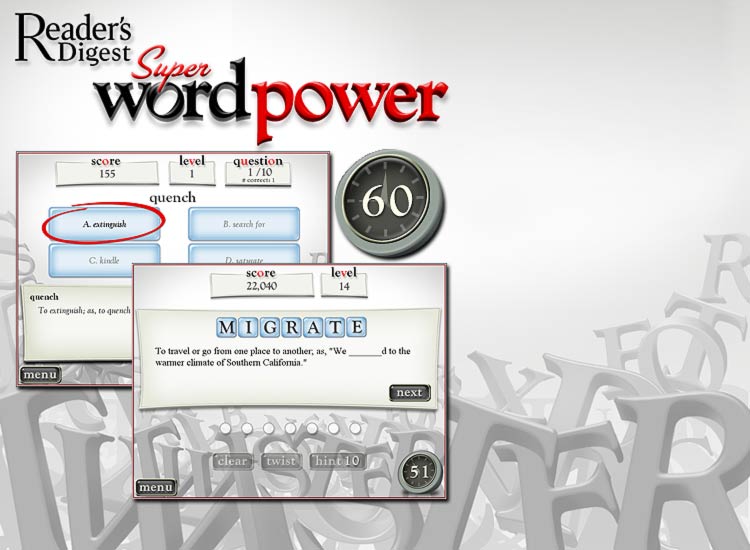 Reader's
Digest
Super
wordpower
score
155
level
1
question
1 /10
# correct: 1
60
quench
A. extinguish
B. search for
C. kindle
D. saturate
quench
To extinguish; as, to quench
menu
score
22,040
level
14
MIGRATE
To travel or go from one place to another; as, "We _______d to the
warmer climate of Southern California."
next
clear
twist
hint 10
51
menu